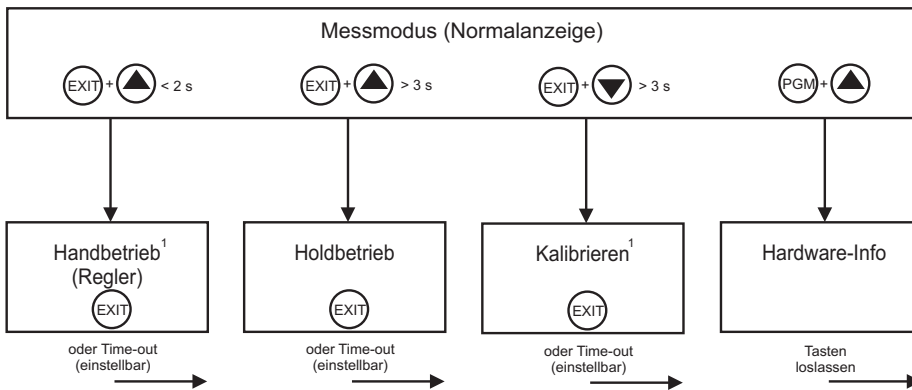 Messmodus (Normalanzeige)
EXIT + < 2 s
EXIT + > 3 s
EXIT + > 3 s
PGM +
Handbetrieb¹
(Regler)
EXIT
Holdbetrieb
EXIT
Kalibrieren¹
EXIT
Hardware-Info
oder Time-out
(einstellbar)
oder Time-out
(einstellbar)
oder Time-out
(einstellbar)
Tasten
loslassen